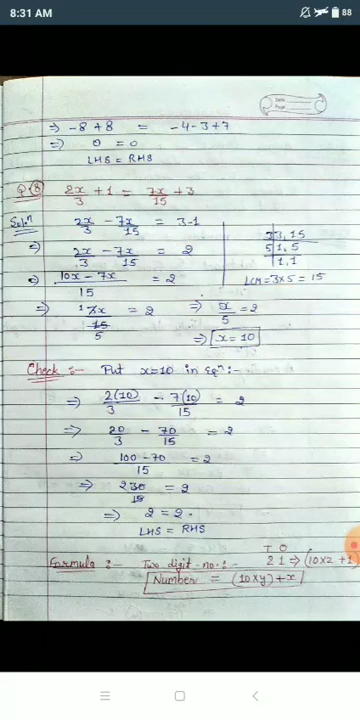 8:31 AM
88
Date
Page
⇒ -8+8 = -4-3+7
⇒ 0 = 0
LHS = RHS
Q.(8) 2x/3 + 1 = 7x/15 + 3
Solⁿ 2x/3 - 7x/15 = 3-1
⇒ 2x/3 - 7x/15 = 2
⇒ (10x - 7x)/15 = 2
⇒ 3x/15 = 2 ⇒ x/5 = 2
⇒ x = 10
3|3, 15
5|1, 5
|1, 1
LCM = 3×5 = 15
Check :- Put x=10 in Eqⁿ:-
⇒ 2(10)/3 - 7(10)/15 = 2
⇒ 20/3 - 70/15 = 2
⇒ (100-70)/15 = 2
⇒ 30/15 = 2
⇒ 2 = 2.
LHS = RHS
T O
Formula :- Two digit no.:- 2 1 ⇒ (10×2+1)
Number = (10×y)+x